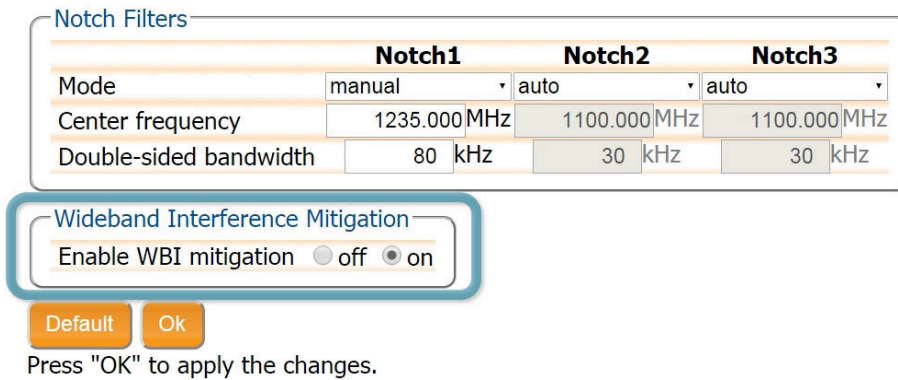 Notch Filters
Notch1 Notch2 Notch3
Mode manual auto auto
Center frequency 1235.000 MHz 1100.000 MHz 1100.000 MHz
Double-sided bandwidth 80 kHz 30 kHz 30 kHz
Wideband Interference Mitigation
Enable WBI mitigation off on
Default Ok
Press "OK" to apply the changes.